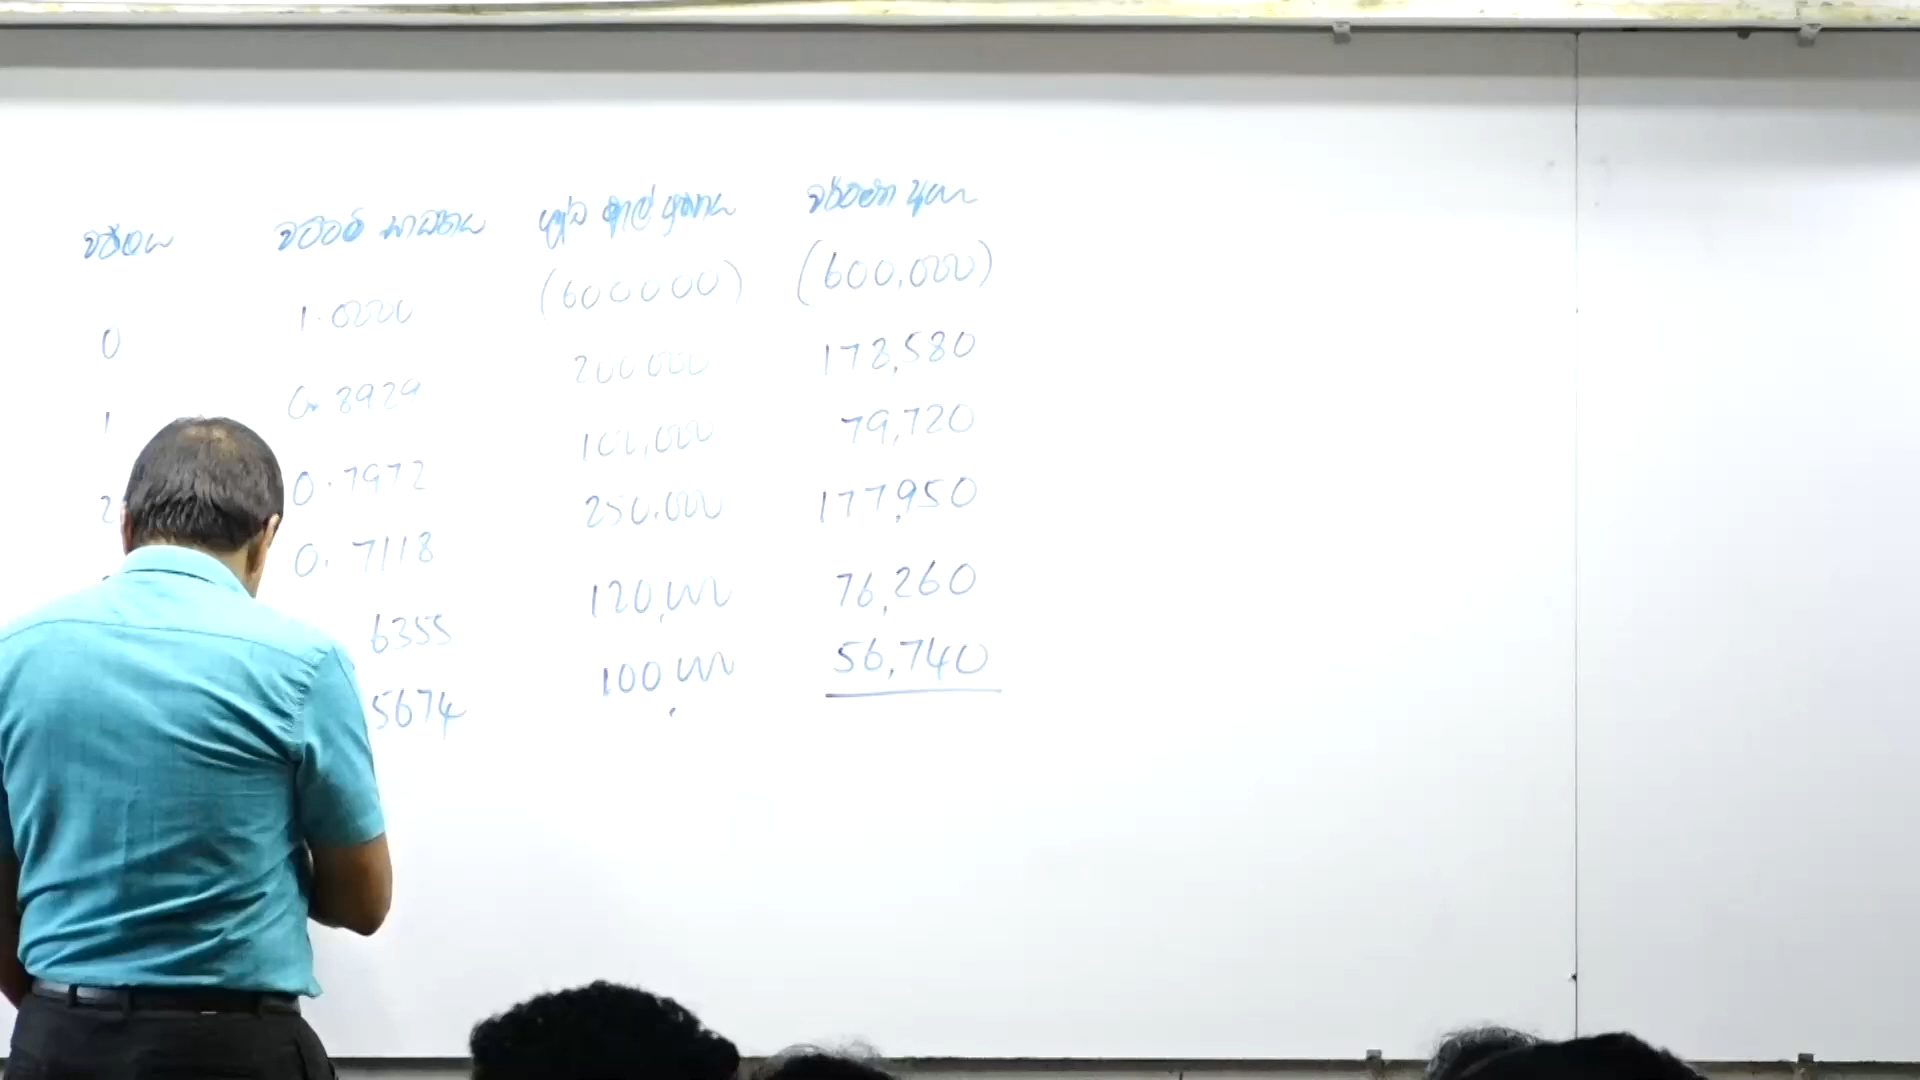 වර්ෂය වට්ටම් සාධකය ශුද්ධ මුදල් ප්‍රවාහය වර්තමාන අගය
0 1.0000 (600000) (600,000)
1 0.8929 200000 178,580
2 0.7972 100,000 79,720
0.7118 250,000 177,950
6355 120,000 76,260
5674 100,000 56,740